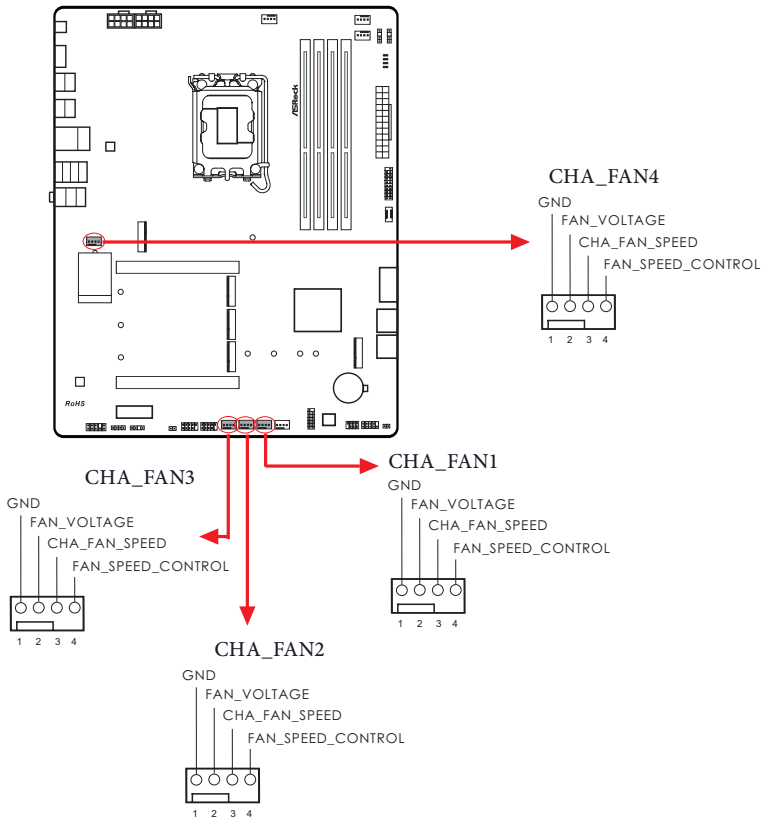 ASRock
CHA_FAN4
GND
FAN_VOLTAGE
CHA_FAN_SPEED
FAN_SPEED_CONTROL
1 2 3 4
RoHS
CHA_FAN1
GND
FAN_VOLTAGE
CHA_FAN_SPEED
FAN_SPEED_CONTROL
1 2 3 4
CHA_FAN3
GND
FAN_VOLTAGE
CHA_FAN_SPEED
FAN_SPEED_CONTROL
1 2 3 4
CHA_FAN2
GND
FAN_VOLTAGE
CHA_FAN_SPEED
FAN_SPEED_CONTROL
1 2 3 4